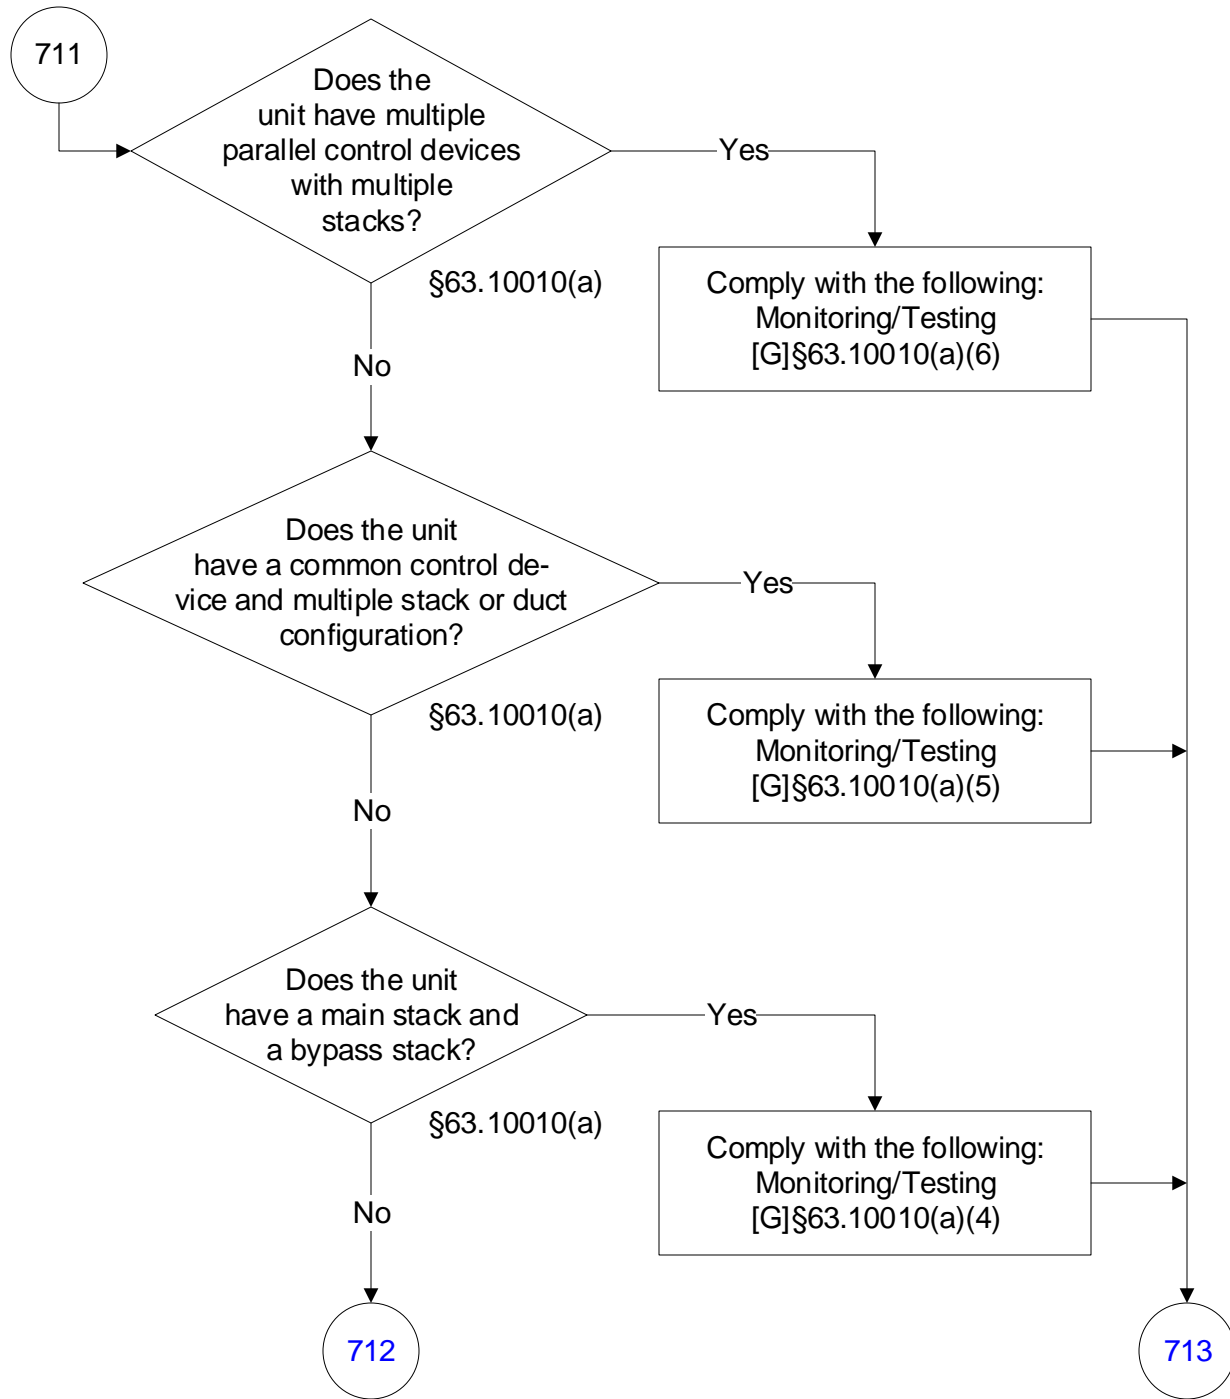 711
Does the
unit have multiple
parallel control devices
with multiple
stacks?
Yes
§63.10010(a)
Comply with the following:
Monitoring/Testing
[G]§63.10010(a)(6)
No
Does the unit
have a common control de-
vice and multiple stack or duct
configuration?
Yes
§63.10010(a)
Comply with the following:
Monitoring/Testing
[G]§63.10010(a)(5)
No
Does the unit
have a main stack and
a bypass stack?
Yes
§63.10010(a)
Comply with the following:
Monitoring/Testing
[G]§63.10010(a)(4)
No
712
713